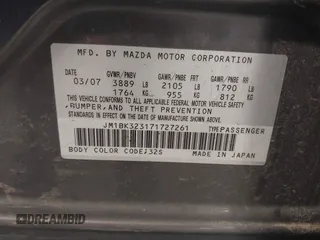 MFD. BY MAZDA MOTOR CORPORATION
GVWR/PNBV GAWR/PNBE FR. GAWR/PNBE RR.
03/07 3889 LB 2105 LB 1790 LB
1764 KG 955 KG 812 KG
THIS VEHICLE CONFORMS TO ALL APPLICABLE FEDERAL MOTOR VEHICLE SAFETY
,BUMPER,AND THEFT PREVENTION
STANDARDS IN EFFECT ON THE DATE OF MANUFACTURE SHOWN ABOVE.
JM1BK323171727261 TYPE:PASSENGER
BODY COLOR CODE:32S MADE IN JAPAN
DREAMBID